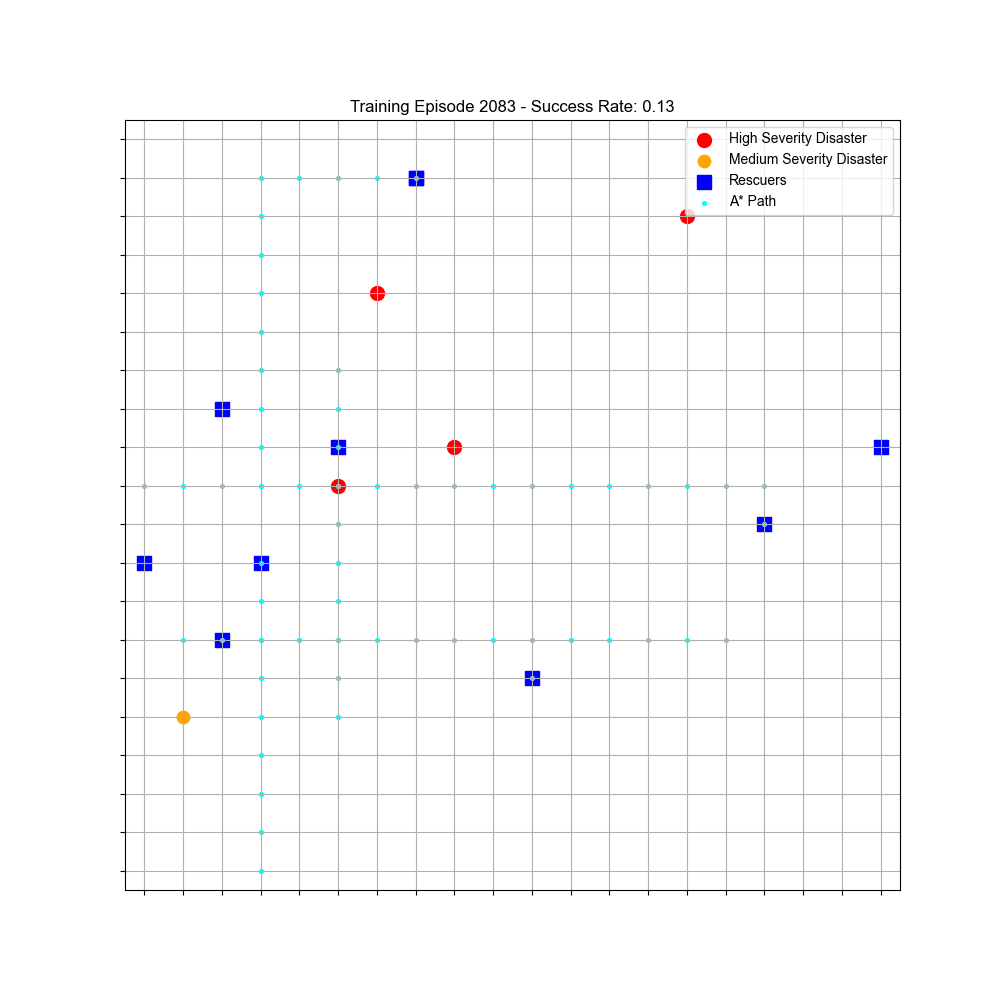 Training Episode 2083 - Success Rate: 0.13
High Severity Disaster
Medium Severity Disaster
Rescuers
A* Path